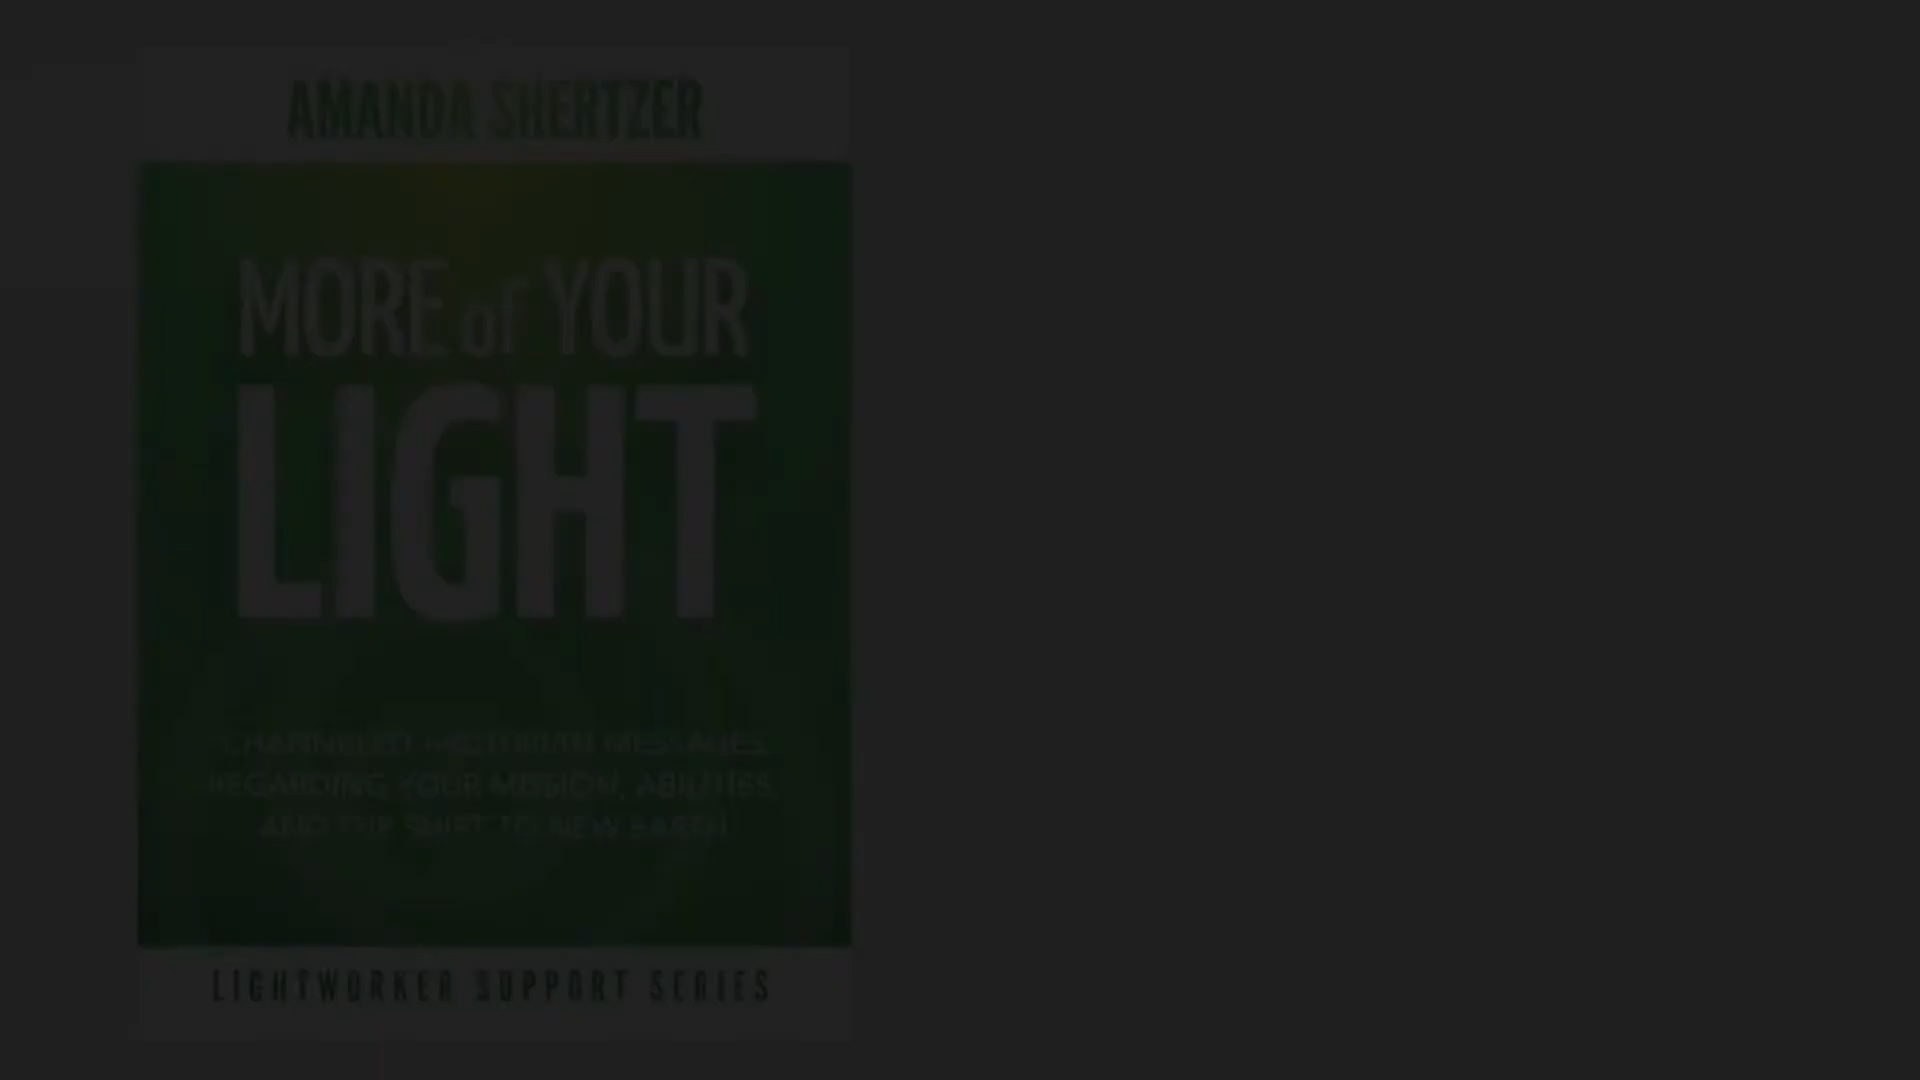 AMANDA SHERTZER
MORE of YOUR
LIGHT
CHANNELED MESSAGES
REGARDING YOUR MISSION, ABILITIES
AND THE SHIFT TO NEW EARTH
LIGHTWORKER SUPPORT SERIES